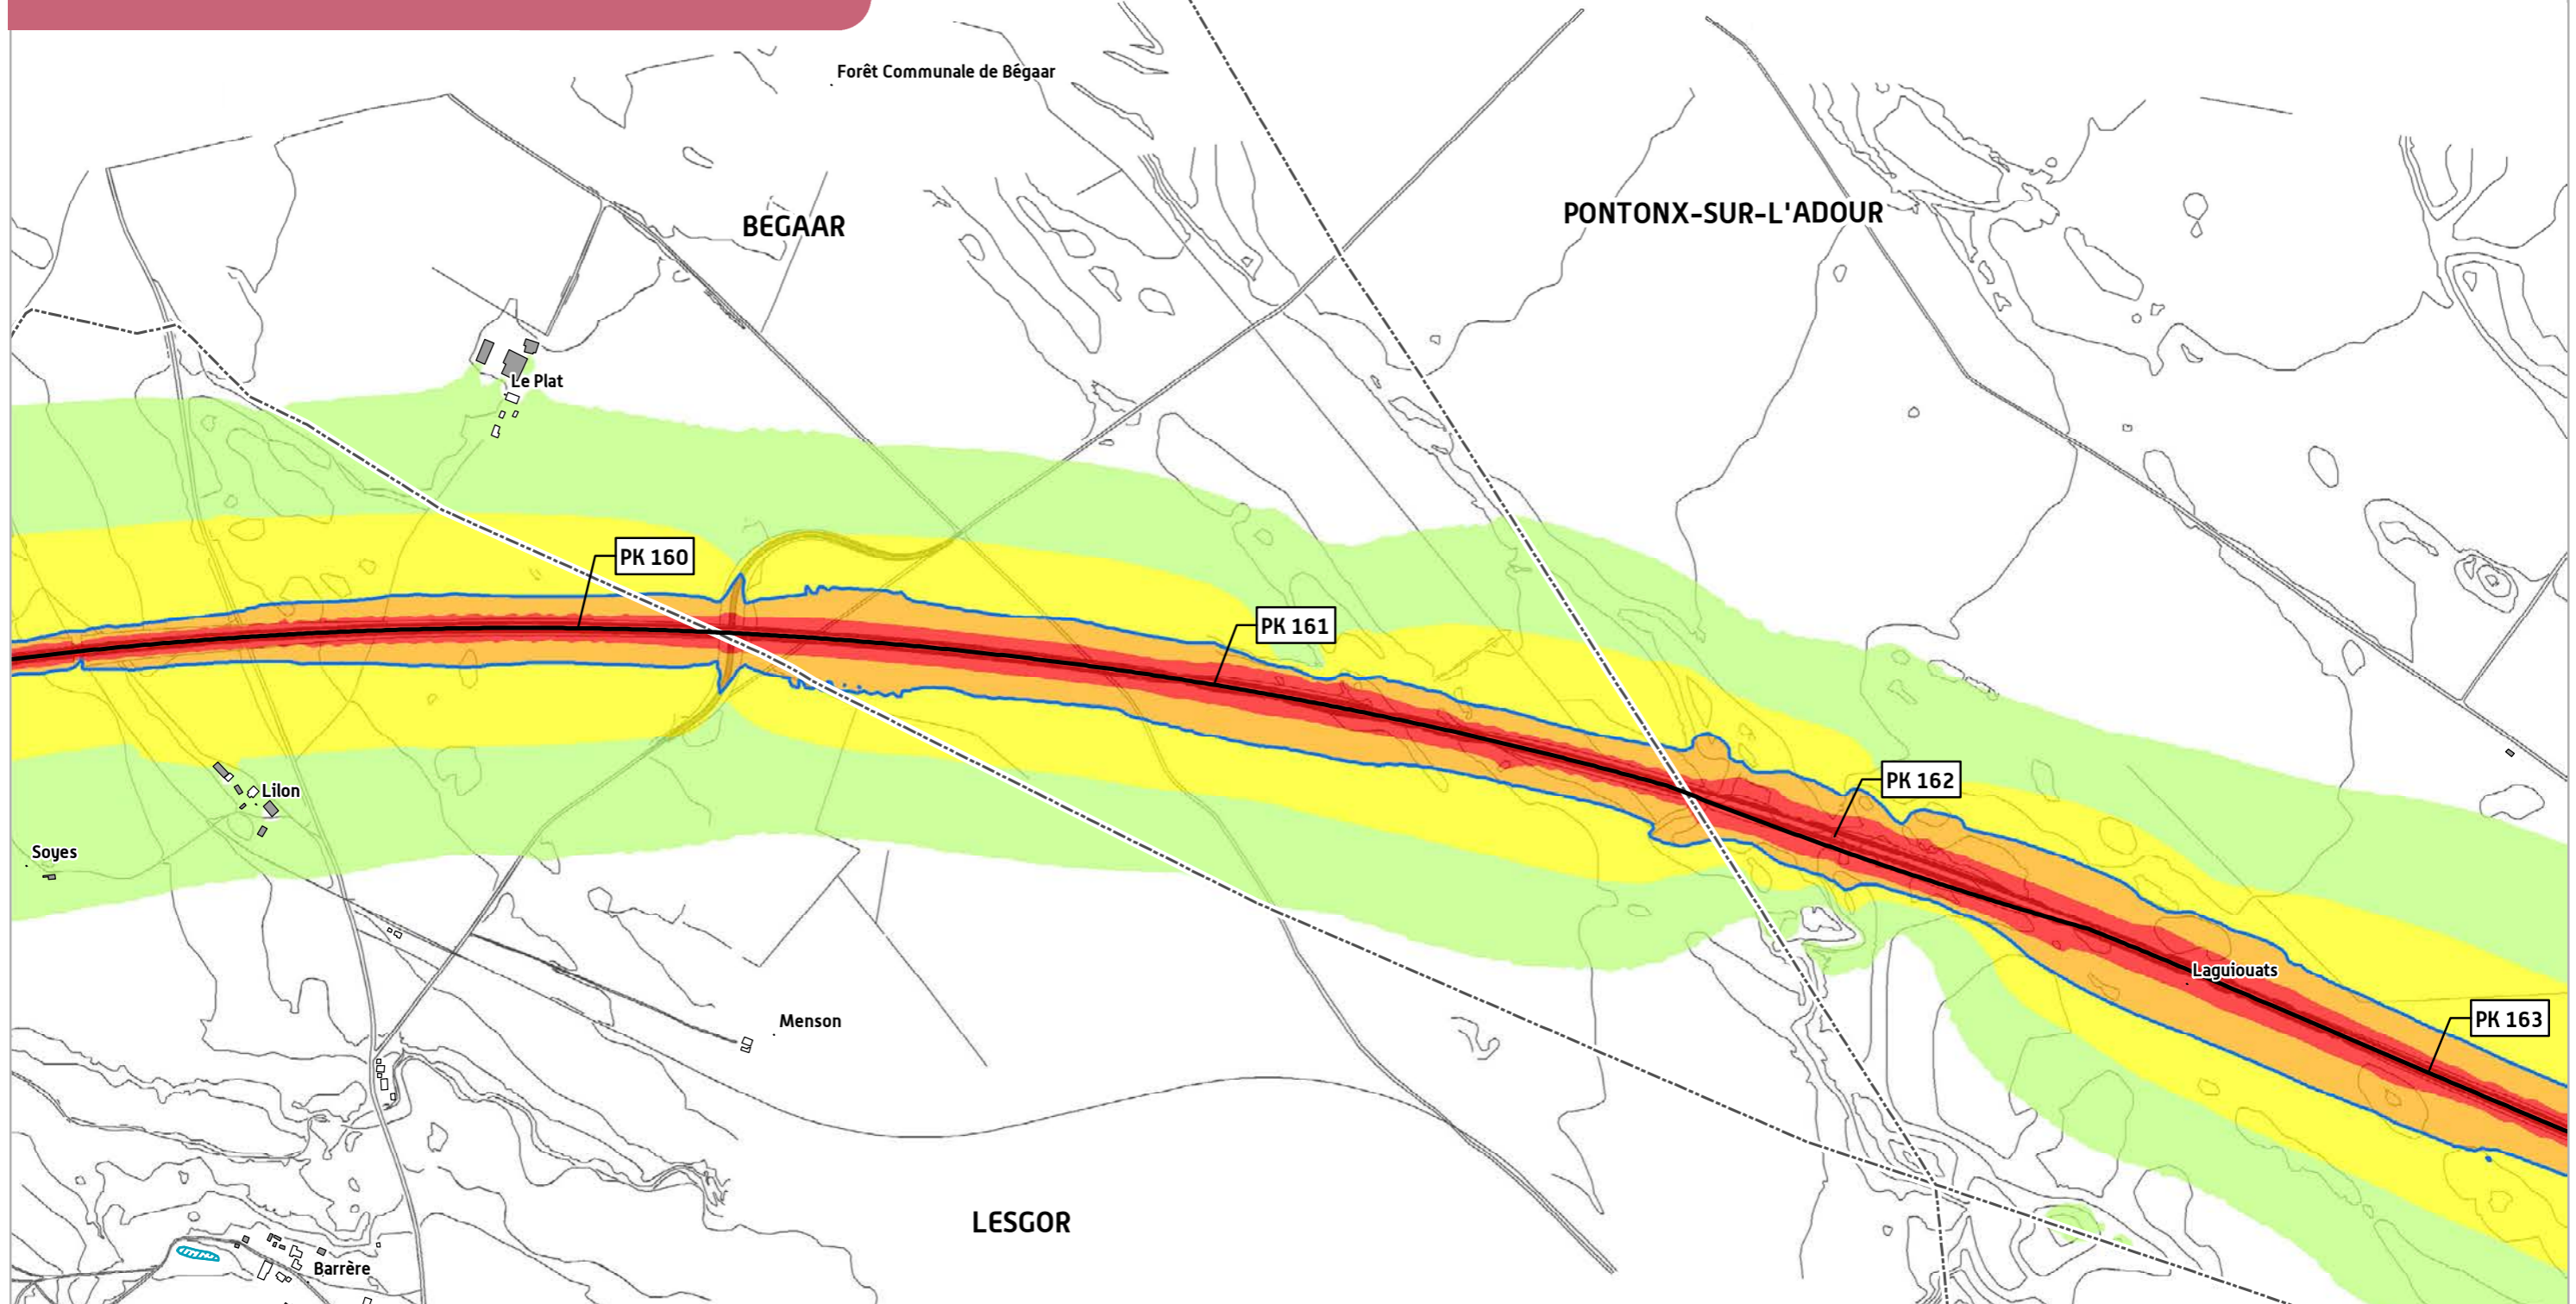 Forêt Communale de Bégaar
BEGAAR
PONTONX-SUR-L'ADOUR
Le Plat
PK 160
PK 161
PK 162
Lilon
Soyes
Laguiouats
PK 163
Menson
LESGOR
Barrère